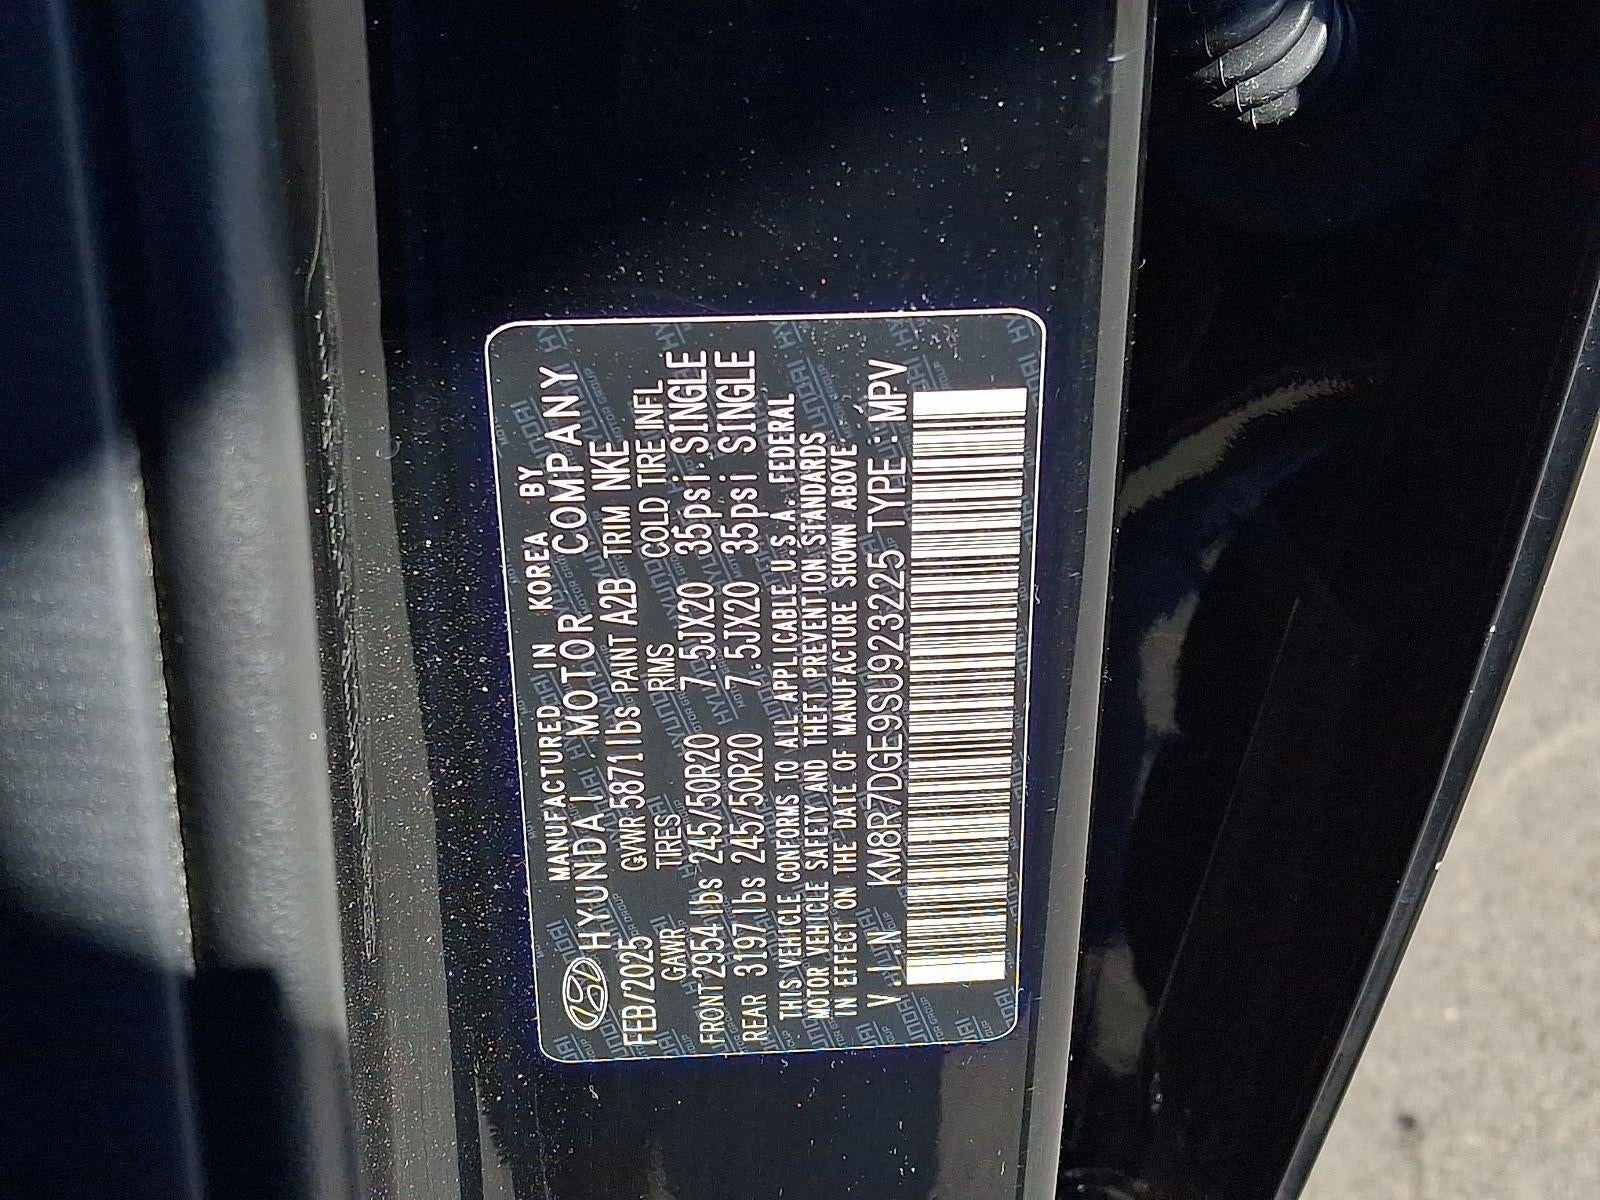 MANUFACTURED IN KOREA BY
HYUNDAI MOTOR COMPANY
FEB/2025 GVWR 5871lbs PAINT A2B TRIM NKE
GAWR TIRES RIMS COLD TIRE INFL
FRONT 2954lbs 245/50R20 7.5JX20 35psi:SINGLE
REAR 3197lbs 245/50R20 7.5JX20 35psi SINGLE
THIS VEHICLE CONFORMS TO ALL APPLICABLE U.S.A. FEDERAL
MOTOR VEHICLE SAFETY AND THEFT PREVENTION STANDARDS
IN EFFECT ON THE DATE OF MANUFACTURE SHOWN ABOVE.
V.I.N KM8R7DGE9SU923225 TYPE:MPV